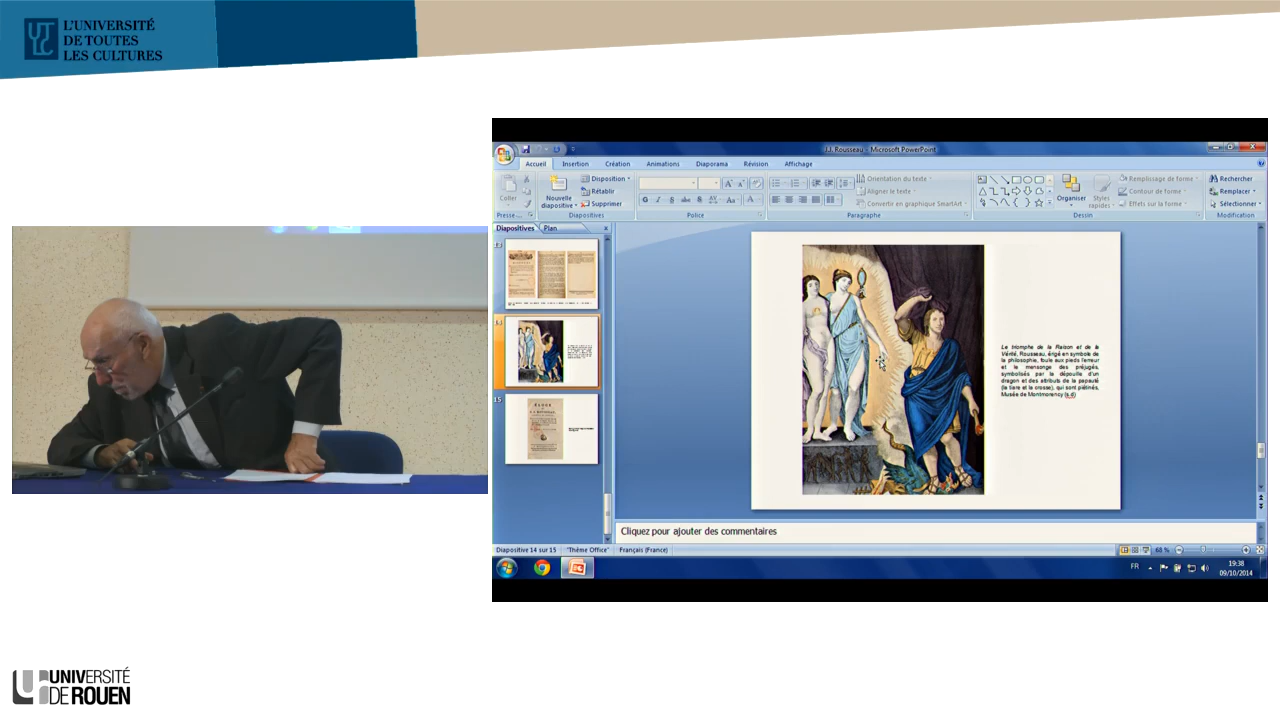 L'UNIVERSITÉ
DE TOUTES
LES CULTURES
J.J. Rousseau - Microsoft PowerPoint
Accueil Insertion Création Animations Diaporama Révision Affichage
Coller
Nouvelle diapositive
Disposition
Rétablir
Supprimer
Orientation du texte
Aligner le texte
Convertir en graphique SmartArt
Organiser
Styles rapides
Remplissage de forme
Contour de forme
Effets sur la forme
Rechercher
Remplacer
Sélectionner
Presse... Diapositives Police Paragraphe Dessin Modification
Diapositives Plan
13
14
15
Le triomphe de la Raison et de la
Vérité, Rousseau, érigé en symbole de
la philosophie, foule aux pieds l'erreur
et le mensonge des préjugés,
symbolisés par la dépouille d'un
dragon et des attributs de la papauté
(la tiare et la crosse), qui sont piétinés,
Musée de Montmorency (s.d)
Cliquez pour ajouter des commentaires
Diapositive 14 sur 15 "Thème Office" Français (France) 68 %
FR
19:38
09/10/2014
UNIVERSITÉ
DE ROUEN